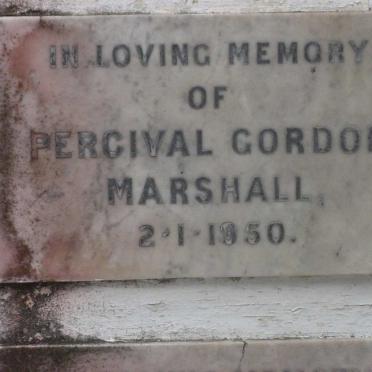 IN LOVING MEMORY
OF
PERCIVAL GORDON
MARSHALL,
2·1·1950.